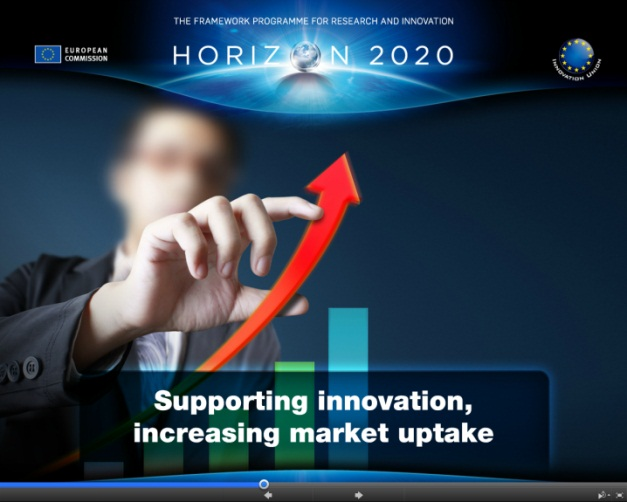 THE FRAMEWORK PROGRAMME FOR RESEARCH AND INNOVATION
EUROPEAN
COMMISSION
HORIZON 2020
INNOVATION UNION
Supporting innovation,
increasing market uptake